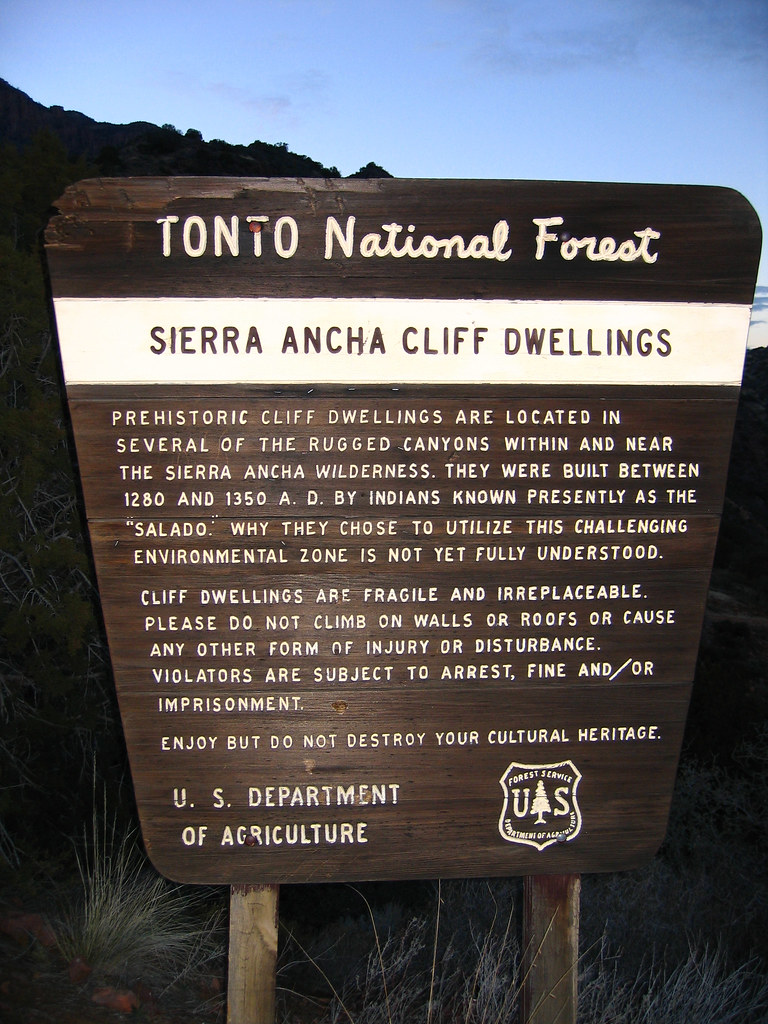 TONTO National Forest
SIERRA ANCHA CLIFF DWELLINGS
PREHISTORIC CLIFF DWELLINGS ARE LOCATED IN
SEVERAL OF THE RUGGED CANYONS WITHIN AND NEAR
THE SIERRA ANCHA WILDERNESS. THEY WERE BUILT BETWEEN
1280 AND 1350 A. D. BY INDIANS KNOWN PRESENTLY AS THE
"SALADO." WHY THEY CHOSE TO UTILIZE THIS CHALLENGING
ENVIRONMENTAL ZONE IS NOT YET FULLY UNDERSTOOD.
CLIFF DWELLINGS ARE FRAGILE AND IRREPLACEABLE.
PLEASE DO NOT CLIMB ON WALLS OR ROOFS OR CAUSE
ANY OTHER FORM OF INJURY OR DISTURBANCE.
VIOLATORS ARE SUBJECT TO ARREST, FINE AND/OR
IMPRISONMENT.
ENJOY BUT DO NOT DESTROY YOUR CULTURAL HERITAGE.
U. S. DEPARTMENT
OF AGRICULTURE
FOREST SERVICE
U S
DEPARTMENT OF AGRICULTURE